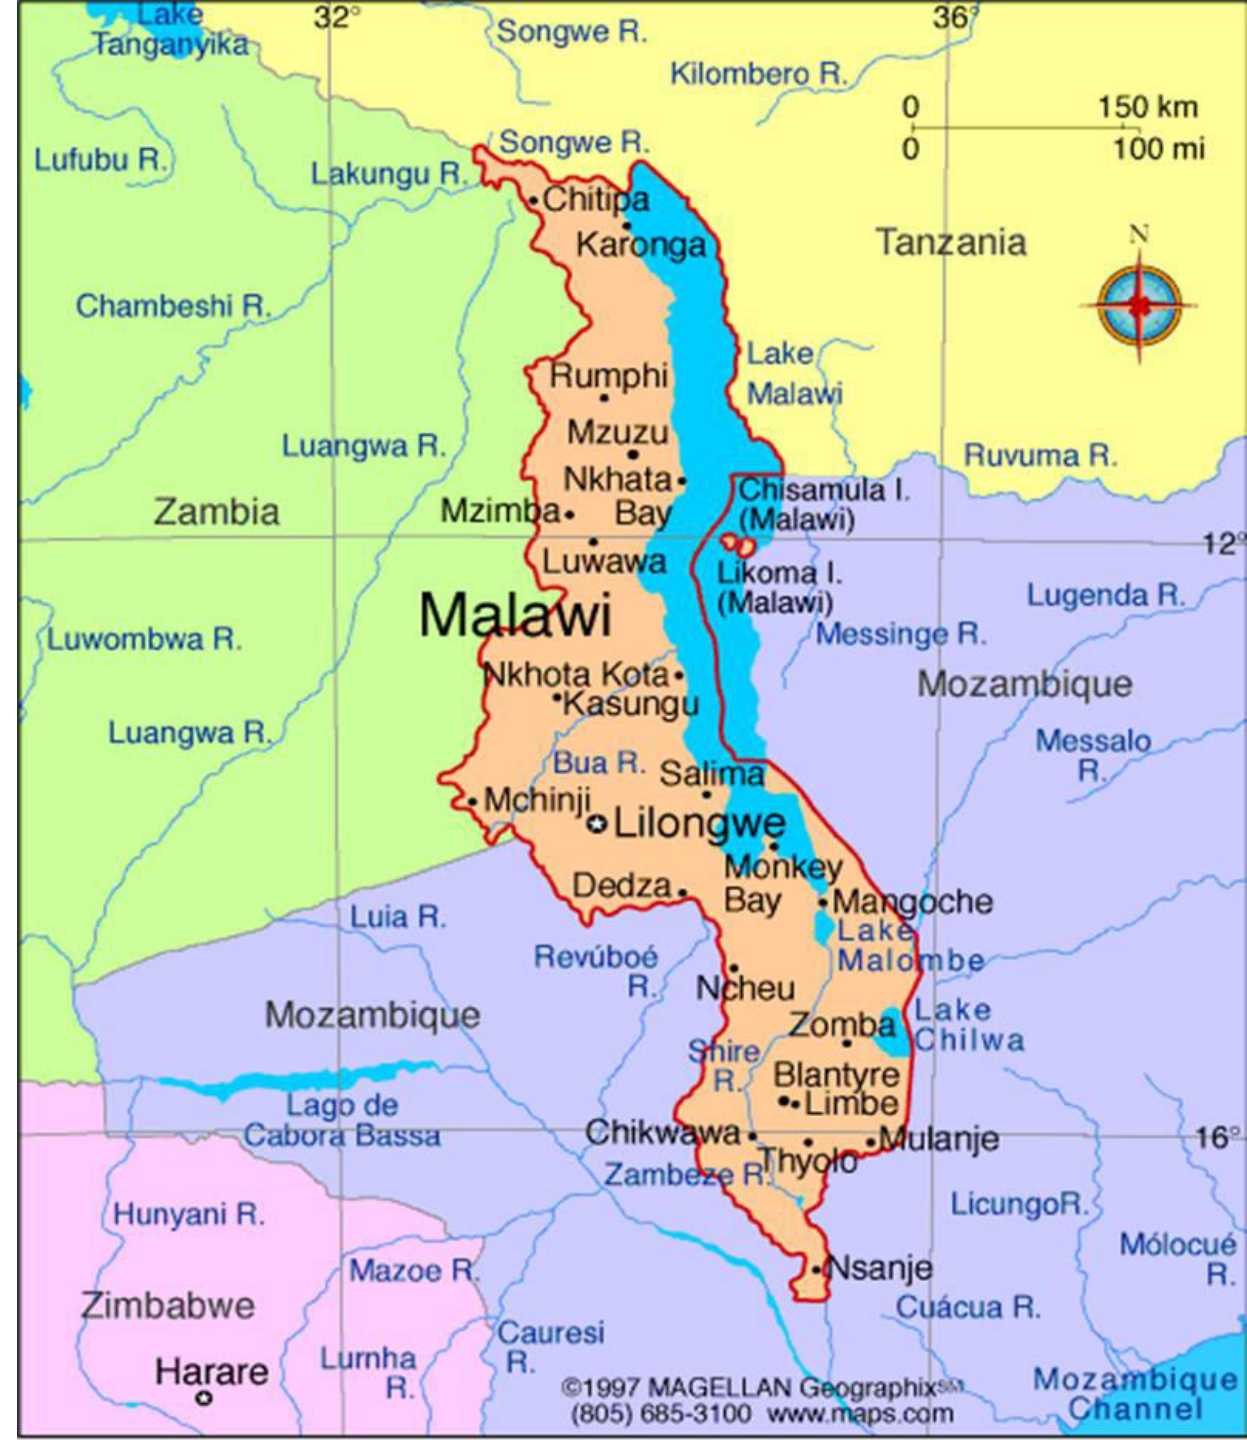 Lake
Tanganyika
32°
36°
Songwe R.
Kilombero R.
0 150 km
0 100 mi
Lufubu R.
Songwe R.
Lakungu R.
Chitipa
Karonga
Tanzania
N
Chambeshi R.
Lake
Malawi
Rumphi
Mzuzu
Luangwa R.
Ruvuma R.
Nkhata
Bay
Chisamula I.
(Malawi)
Zambia
Mzimba
12°
Luwawa
Likoma I.
(Malawi)
Lugenda R.
Malawi
Luwombwa R.
Messinge R.
Nkhota Kota
Kasungu
Mozambique
Luangwa R.
Messalo
R.
Bua R.
Salima
Mchinji
Lilongwe
Monkey
Bay
Dedza
Mangoche
Luia R.
Lake
Malombe
Revúboé
R.
Ncheu
Mozambique
Zomba
Lake
Chilwa
Shire
R.
Blantyre
Limbe
Lago de
Cabora Bassa
Chikwawa
Mulanje
16°
Thyolo
Zambeze R.
Hunyani R.
LicungoR.
Mólocué
R.
Mazoe R.
Nsanje
Zimbabwe
Cuácua R.
Cauresi
R.
Harare
Lurnha
R.
Mozambique
Channel
©1997 MAGELLAN Geographix℠
(805) 685-3100 www.maps.com